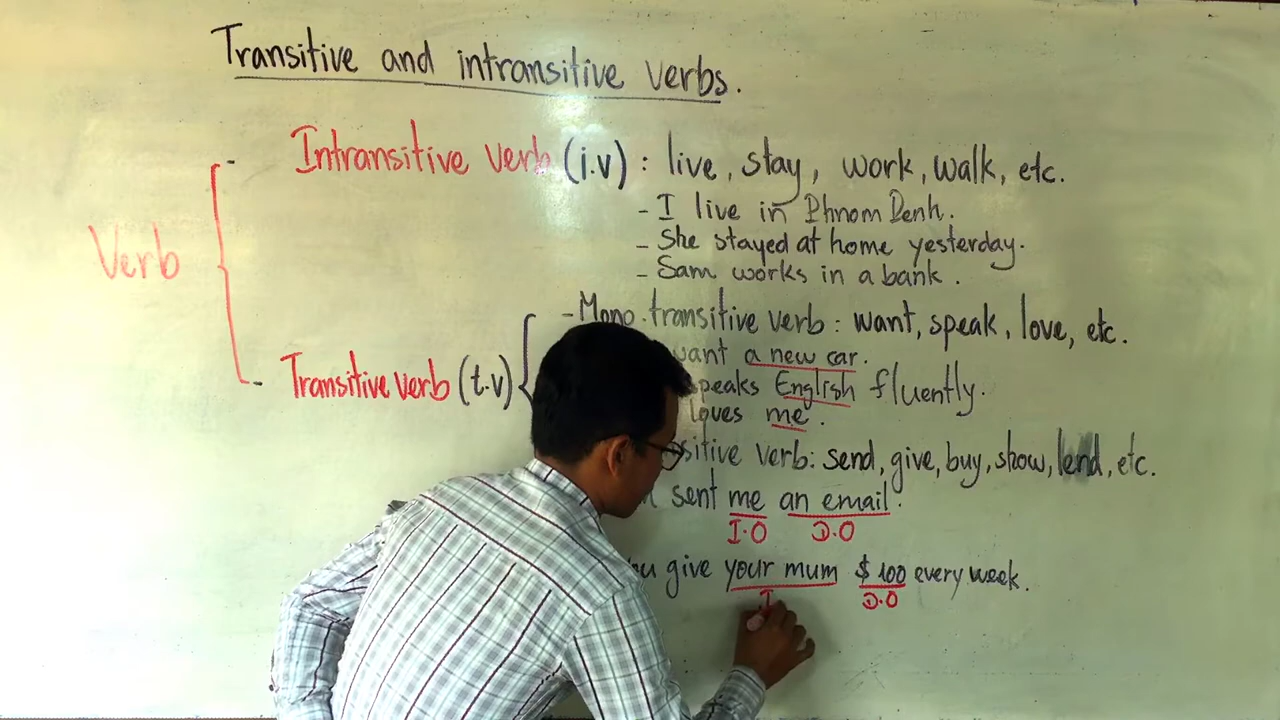 Transitive and intransitive verbs.
- Intransitive verb (i.v) : live, stay, work, walk, etc.
- I live in Phnom Penh.
- She stayed at home yesterday.
- Sam works in a bank.
Verb
- Mono transitive verb : want, speak, love, etc.
want a new car.
- Transitive verb (t.v)
speaks English fluently.
loves me.
sitive verb: send, give, buy, show, lend, etc.
sent me an email.
I.O D.O
give your mum $ 100 every week.
I D.O